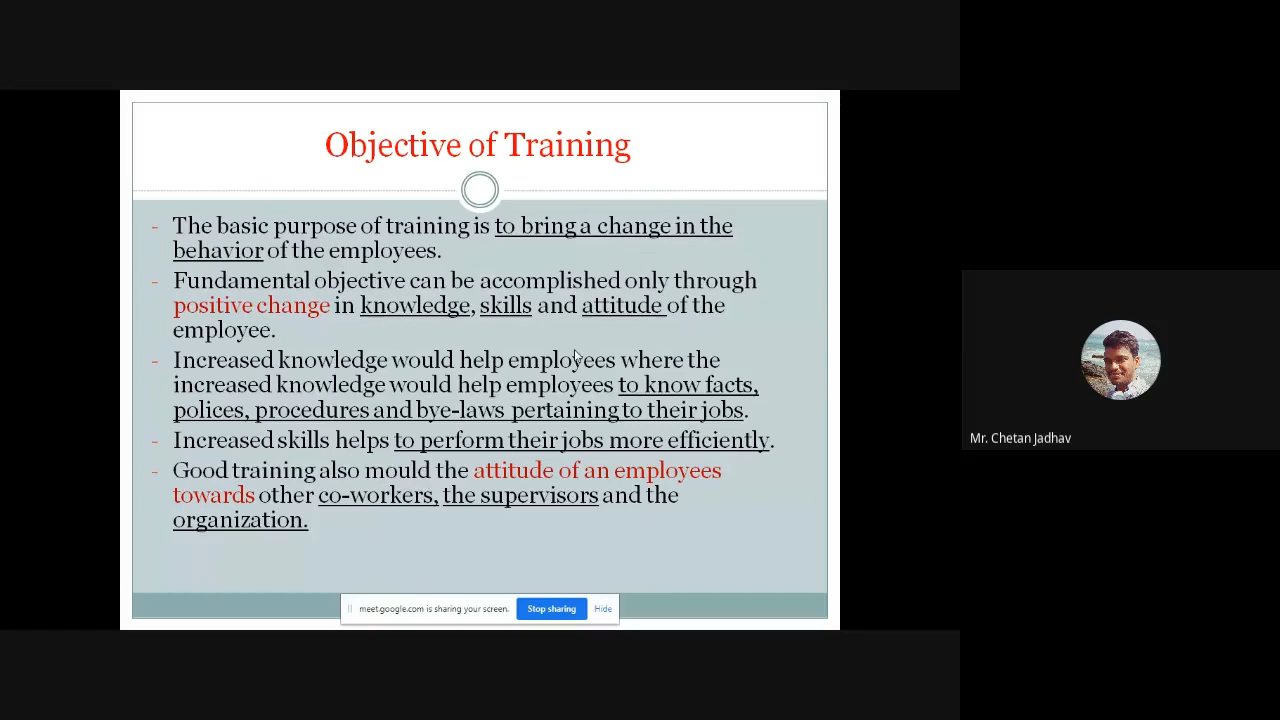 Objective of Training
- The basic purpose of training is to bring a change in the
behavior of the employees.
- Fundamental objective can be accomplished only through
positive change in knowledge, skills and attitude of the
employee.
- Increased knowledge would help employees where the
increased knowledge would help employees to know facts,
polices, procedures and bye-laws pertaining to their jobs.
- Increased skills helps to perform their jobs more efficiently.
- Good training also mould the attitude of an employees
towards other co-workers, the supervisors and the
organization.
meet.google.com is sharing your screen. Stop sharing Hide
Mr. Chetan Jadhav